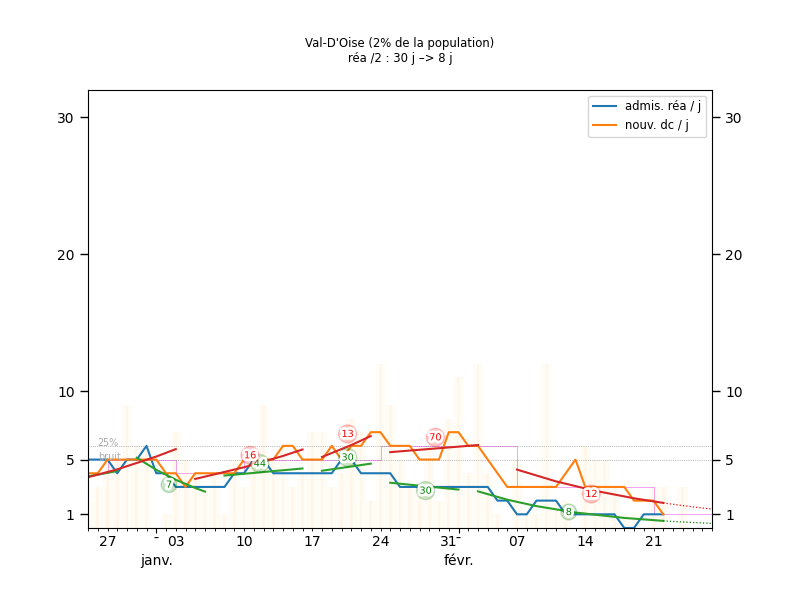 Val-D'Oise (2% de la population)
réa /2 : 30 j –> 8 j
admis. réa / j
nouv. dc / j
30 30
20 20
10 10
5 5
1 1
25%
bruit
7
16
44
13
30
70
30
12
8
27 03 10 17 24 31 07 14 21
janv. févr.